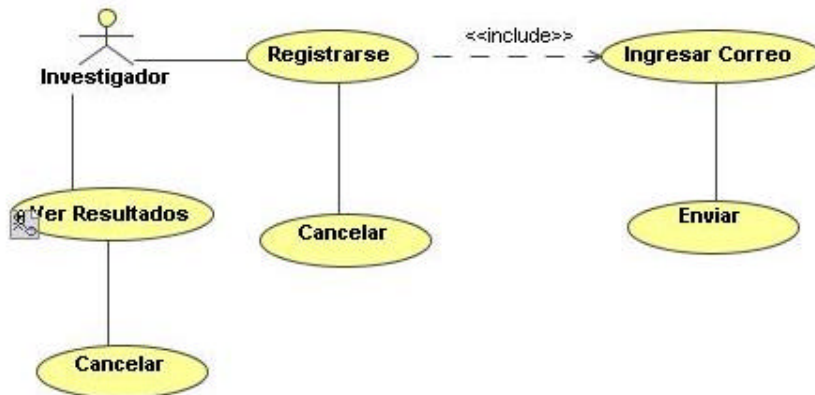 <<include>>
Registrarse
Ingresar Correo
Investigador
Ver Resultados
Enviar
Cancelar
Cancelar